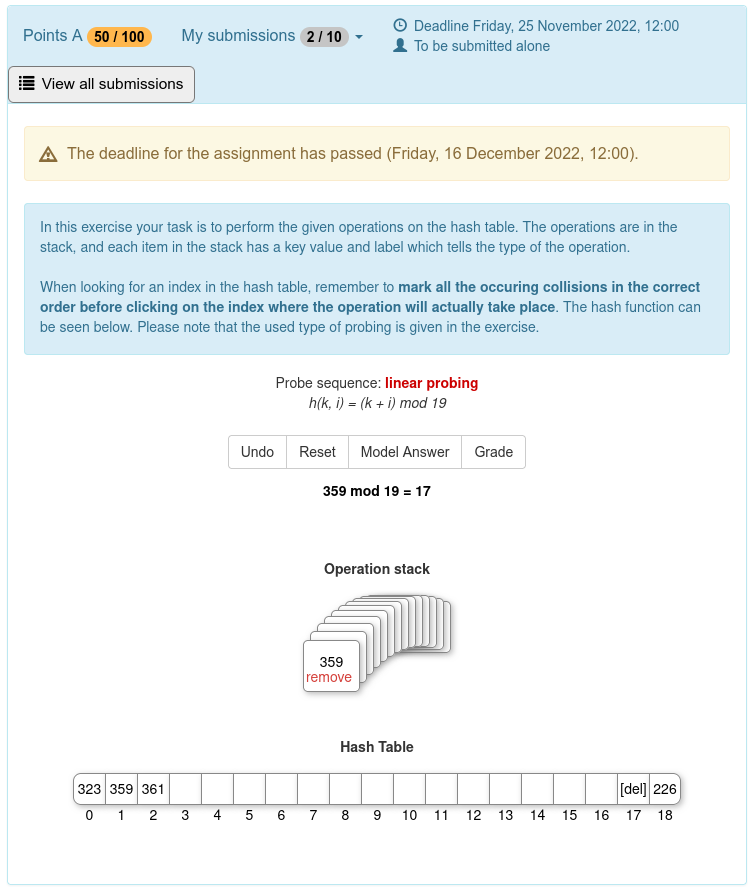 Points A 50 / 100 My submissions 2 / 10
Deadline Friday, 25 November 2022, 12:00
To be submitted alone
View all submissions
The deadline for the assignment has passed (Friday, 16 December 2022, 12:00).
In this exercise your task is to perform the given operations on the hash table. The operations are in the
stack, and each item in the stack has a key value and label which tells the type of the operation.
When looking for an index in the hash table, remember to mark all the occuring collisions in the correct
order before clicking on the index where the operation will actually take place. The hash function can
be seen below. Please note that the used type of probing is given in the exercise.
Probe sequence: linear probing
h(k, i) = (k + i) mod 19
Undo Reset Model Answer Grade
359 mod 19 = 17
Operation stack
359
remove
Hash Table
323 359 361 [del] 226
0 1 2 3 4 5 6 7 8 9 10 11 12 13 14 15 16 17 18